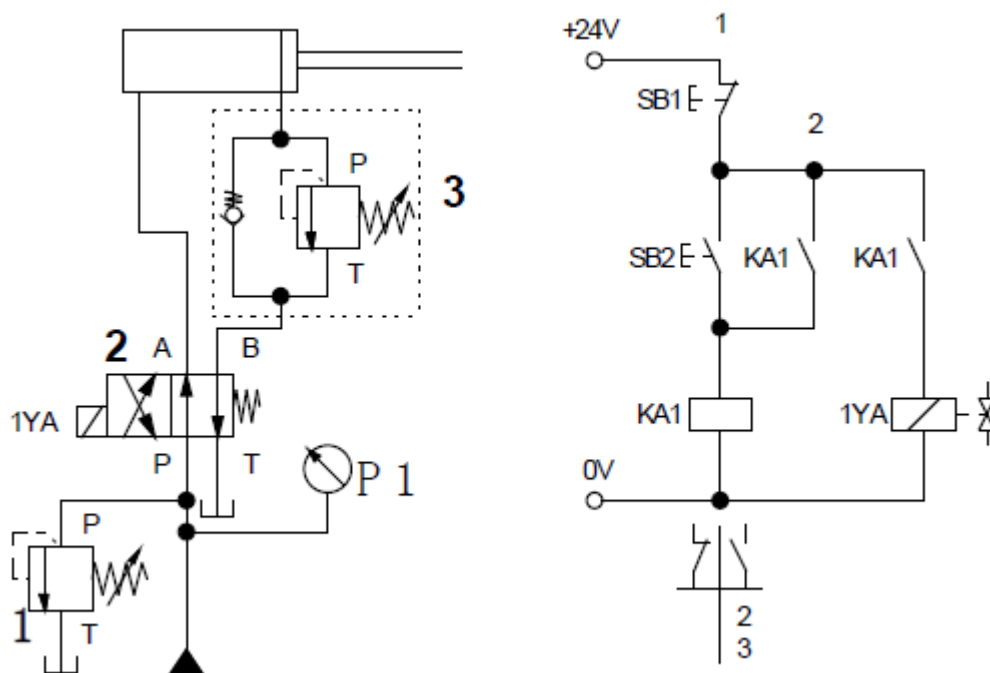 P
3
T
2 A B
1YA
P T
P 1
P
1 T
+24V 1
SB1
2
SB2 KA1 KA1
KA1 1YA
0V
2
3